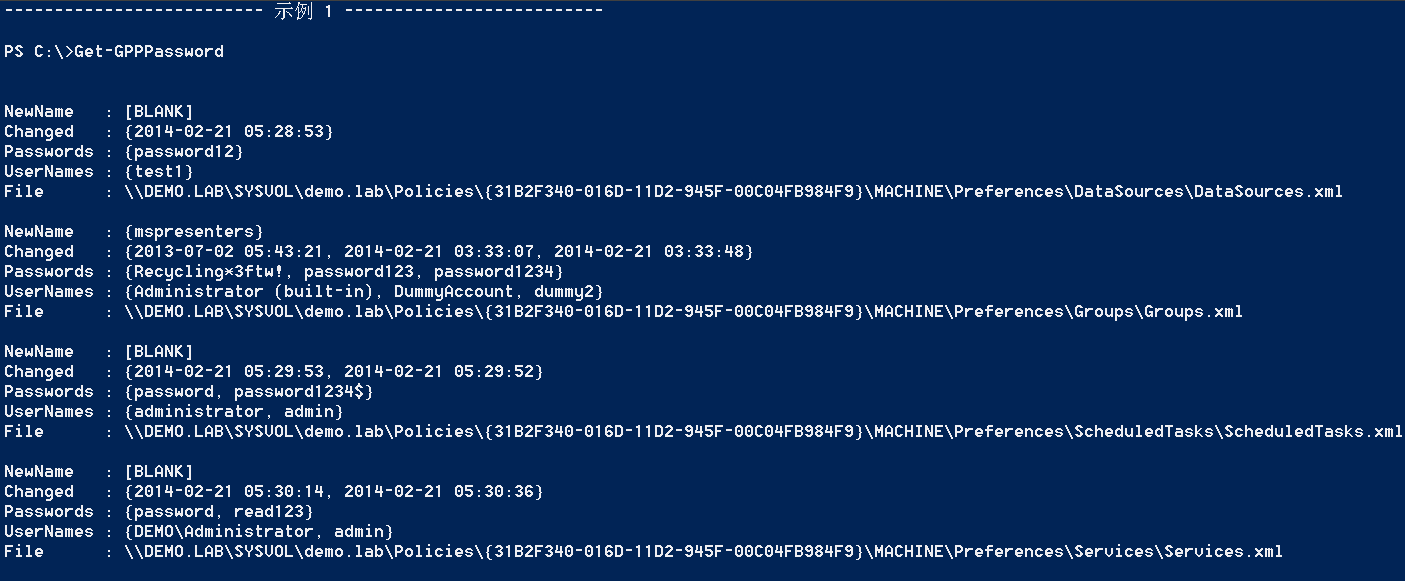 -------------------------- 示例 1 --------------------------
PS C:\>Get-GPPPassword
NewName   : [BLANK]
Changed   : {2014-02-21 05:28:53}
Passwords : {password12}
UserNames : {test1}
File      : \\DEMO.LAB\SYSVOL\demo.lab\Policies\{31B2F340-016D-11D2-945F-00C04FB984F9}\MACHINE\Preferences\DataSources\DataSources.xml
NewName   : {mspresenters}
Changed   : {2013-07-02 05:43:21, 2014-02-21 03:33:07, 2014-02-21 03:33:48}
Passwords : {Recycling*3ftw!, password123, password1234}
UserNames : {Administrator (built-in), DummyAccount, dummy2}
File      : \\DEMO.LAB\SYSVOL\demo.lab\Policies\{31B2F340-016D-11D2-945F-00C04FB984F9}\MACHINE\Preferences\Groups\Groups.xml
NewName   : [BLANK]
Changed   : {2014-02-21 05:29:53, 2014-02-21 05:29:52}
Passwords : {password, password1234$}
UserNames : {administrator, admin}
File      : \\DEMO.LAB\SYSVOL\demo.lab\Policies\{31B2F340-016D-11D2-945F-00C04FB984F9}\MACHINE\Preferences\ScheduledTasks\ScheduledTasks.xml
NewName   : [BLANK]
Changed   : {2014-02-21 05:30:14, 2014-02-21 05:30:36}
Passwords : {password, read123}
UserNames : {DEMO\Administrator, admin}
File      : \\DEMO.LAB\SYSVOL\demo.lab\Policies\{31B2F340-016D-11D2-945F-00C04FB984F9}\MACHINE\Preferences\Services\Services.xml